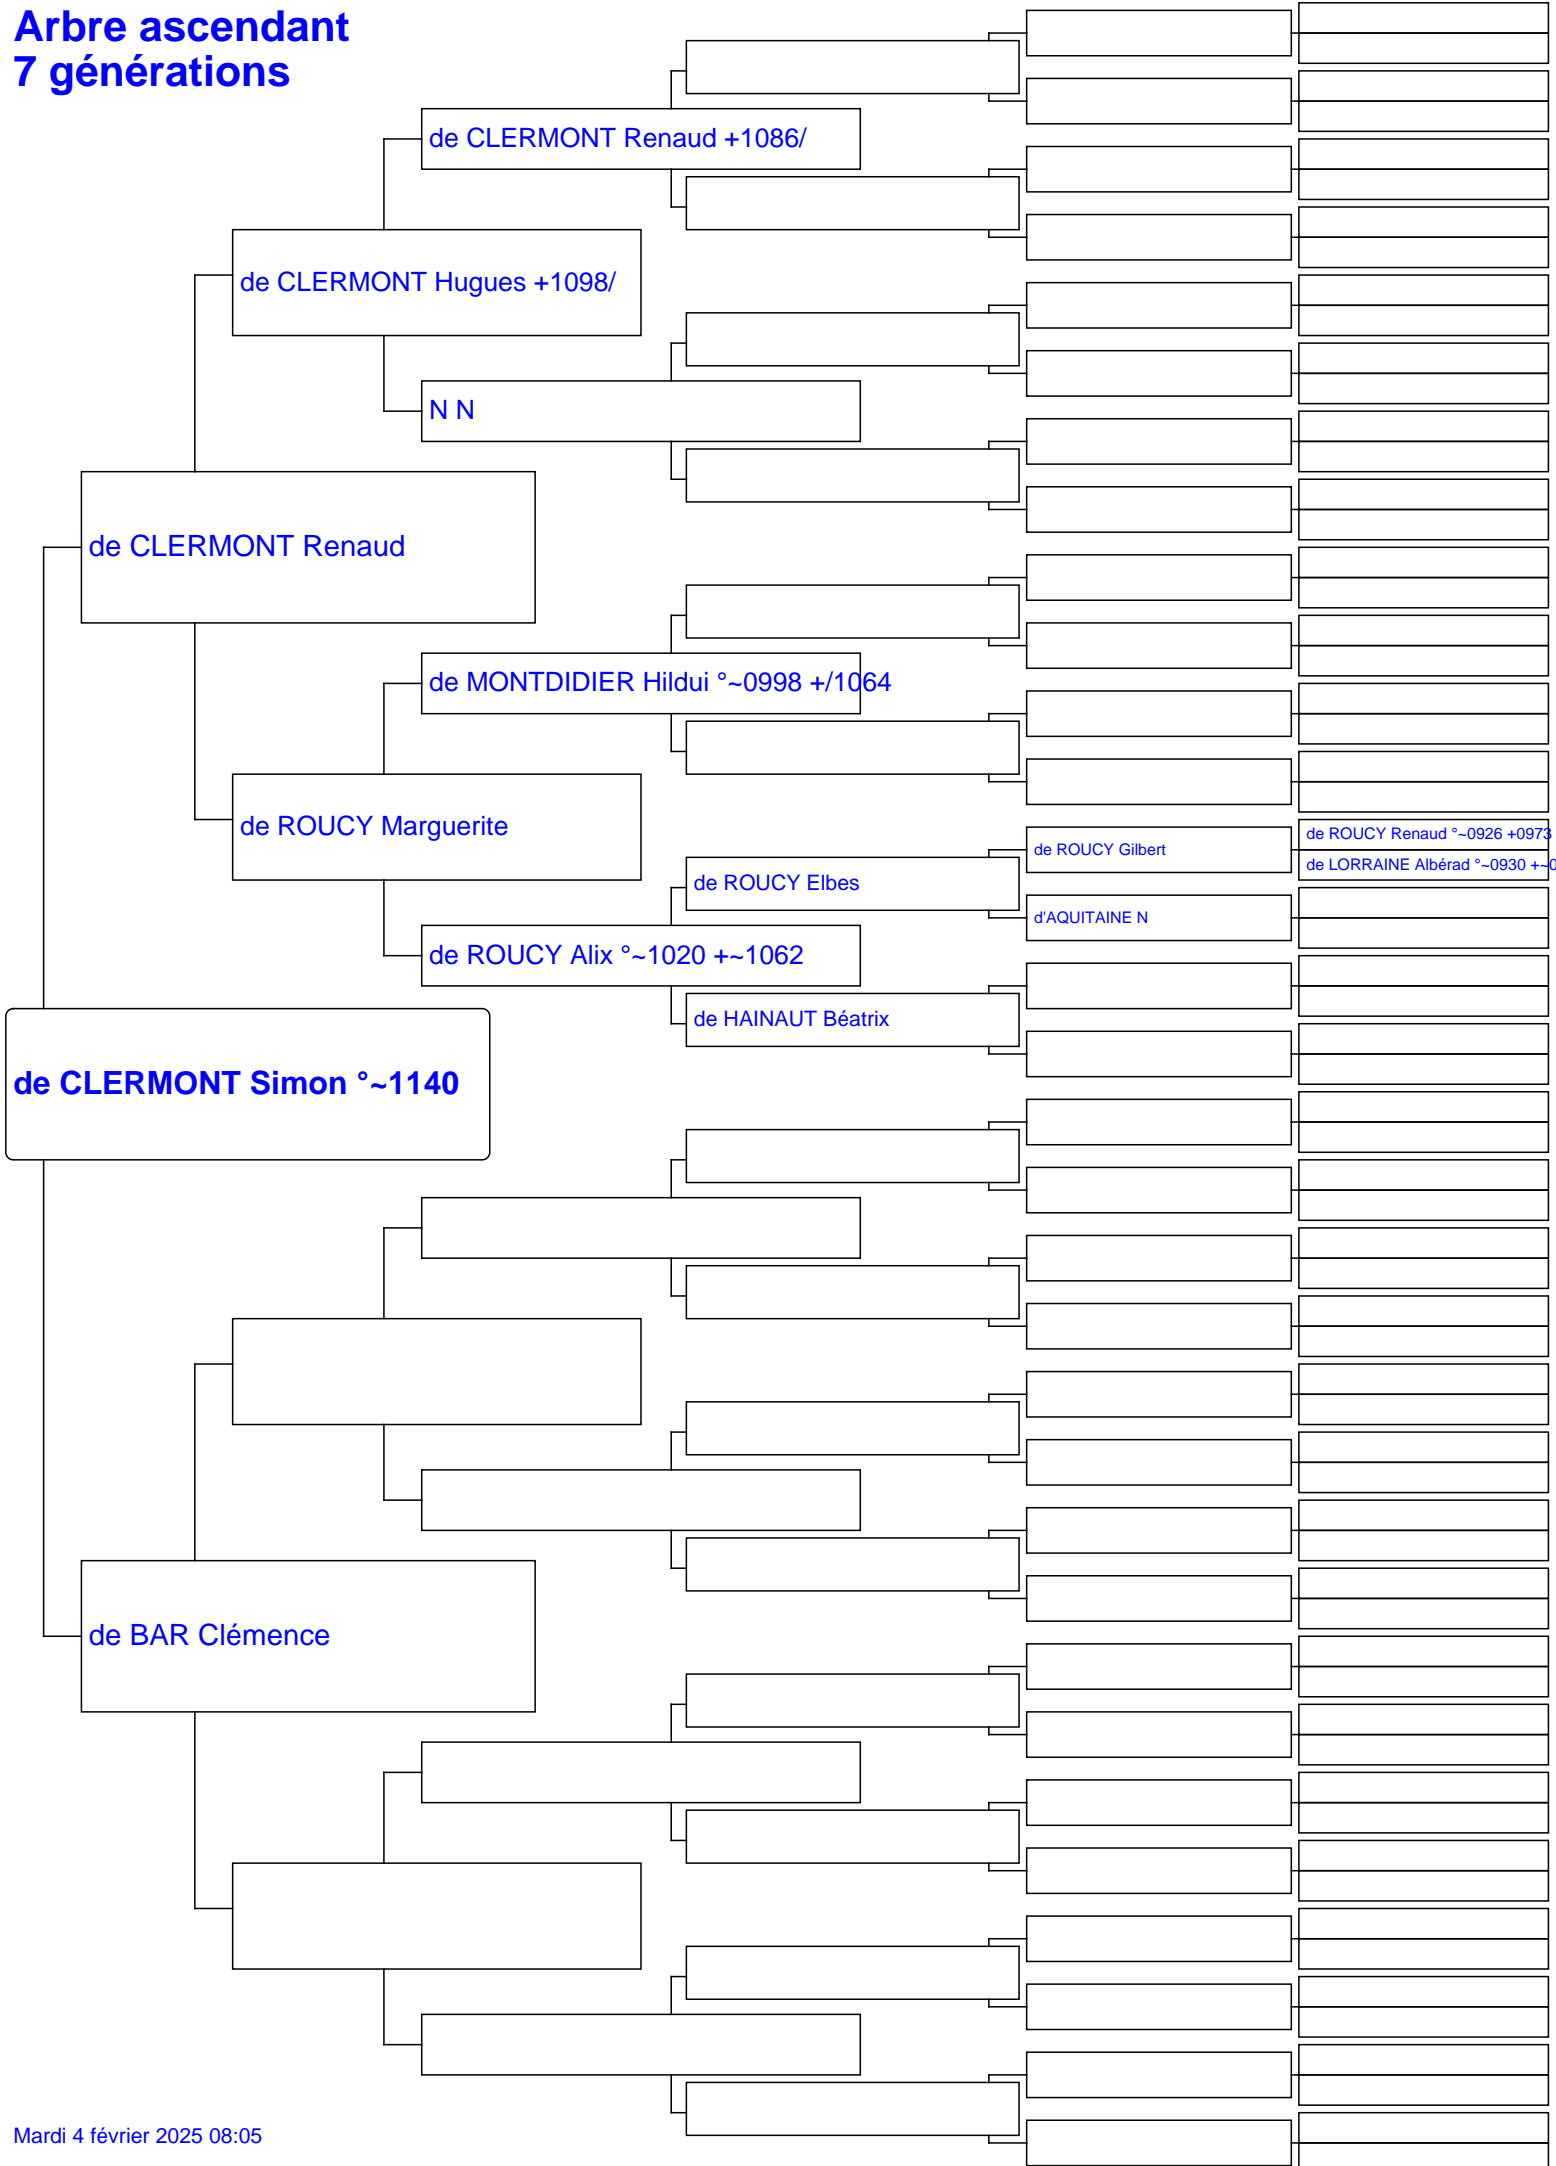 Arbre ascendant
7 générations
de CLERMONT Renaud +1086/
de CLERMONT Hugues +1098/
N N
de CLERMONT Renaud
de MONTDIDIER Hildui °~0998 +/1064
de ROUCY Marguerite
de ROUCY Renaud °~0926 +0973
de ROUCY Gilbert
de LORRAINE Albérad °~0930 +~0
de ROUCY Elbes
d'AQUITAINE N
de ROUCY Alix °~1020 +~1062
de HAINAUT Béatrix
de CLERMONT Simon °~1140
de BAR Clémence
Mardi 4 février 2025 08:05